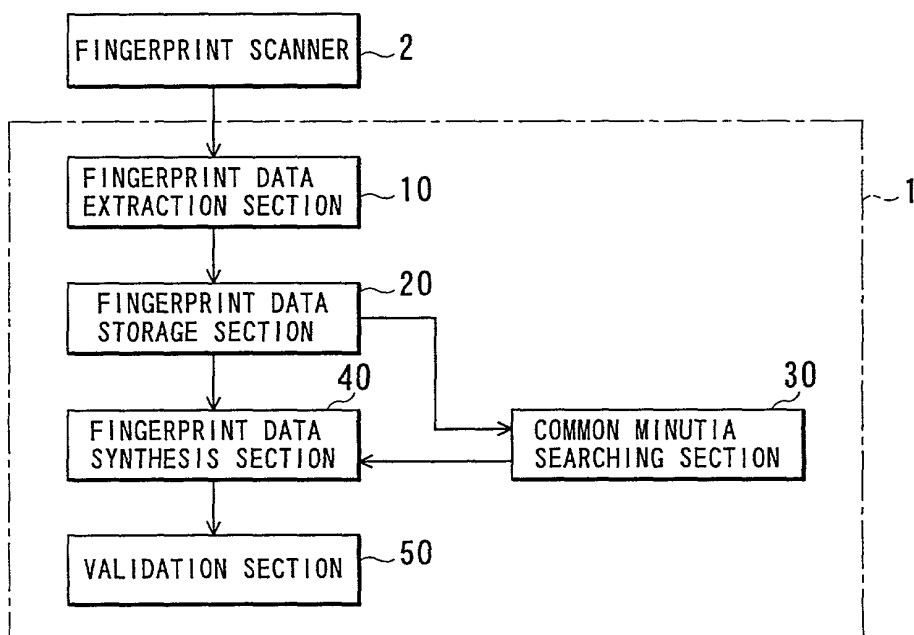 FINGERPRINT SCANNER
2
1
FINGERPRINT DATA
EXTRACTION SECTION
10
20
FINGERPRINT DATA
STORAGE SECTION
40
FINGERPRINT DATA
SYNTHESIS SECTION
30
COMMON MINUTIA
SEARCHING SECTION
VALIDATION SECTION
50